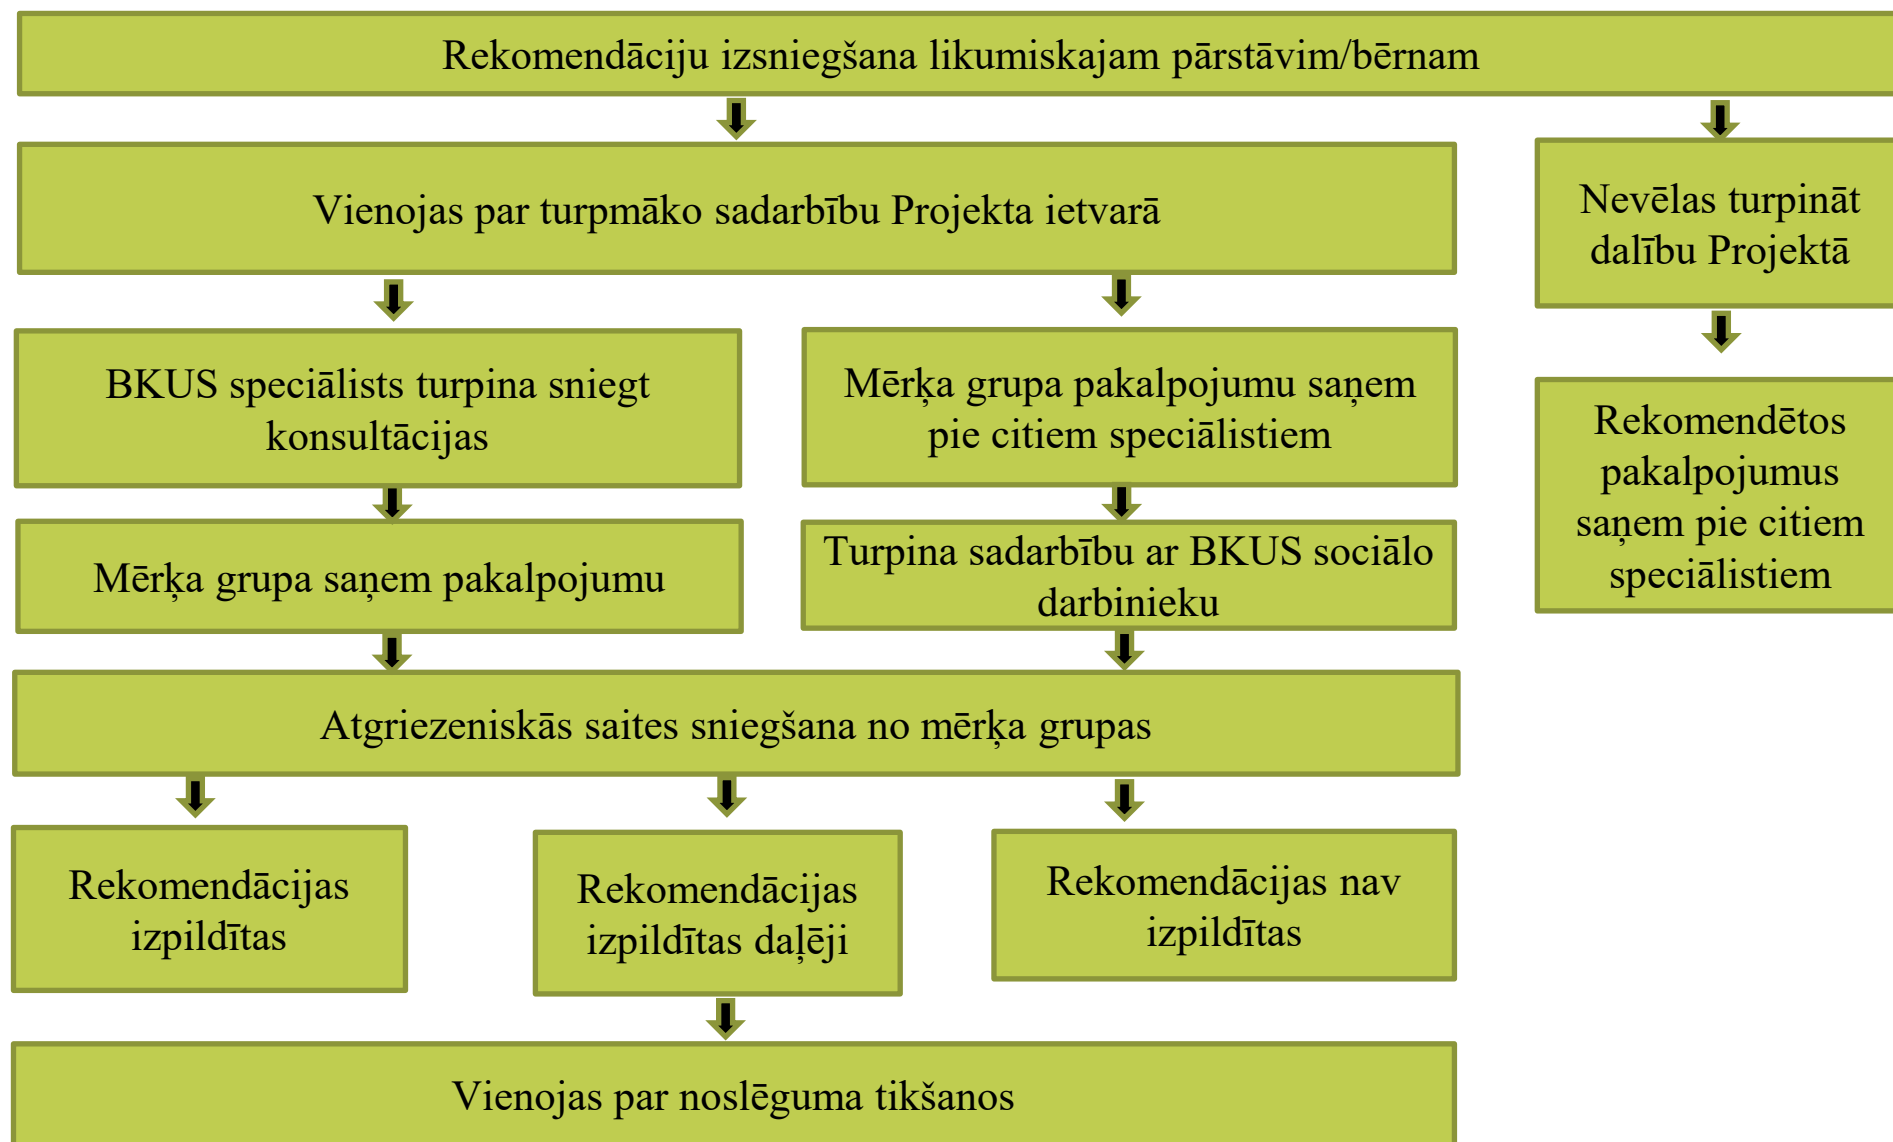 Rekomendāciju izsniegšana likumiskajam pārstāvim/bērnam
Vienojas par turpmāko sadarbību Projekta ietvarā
Nevēlas turpināt
dalību Projektā
BKUS speciālists turpina sniegt
konsultācijas
Mērķa grupa pakalpojumu saņem
pie citiem speciālistiem
Rekomendētos
pakalpojumus
saņem pie citiem
speciālistiem
Mērķa grupa saņem pakalpojumu
Turpina sadarbību ar BKUS sociālo
darbinieku
Atgriezeniskās saites sniegšana no mērķa grupas
Rekomendācijas
izpildītas
Rekomendācijas
izpildītas daļēji
Rekomendācijas nav
izpildītas
Vienojas par noslēguma tikšanos